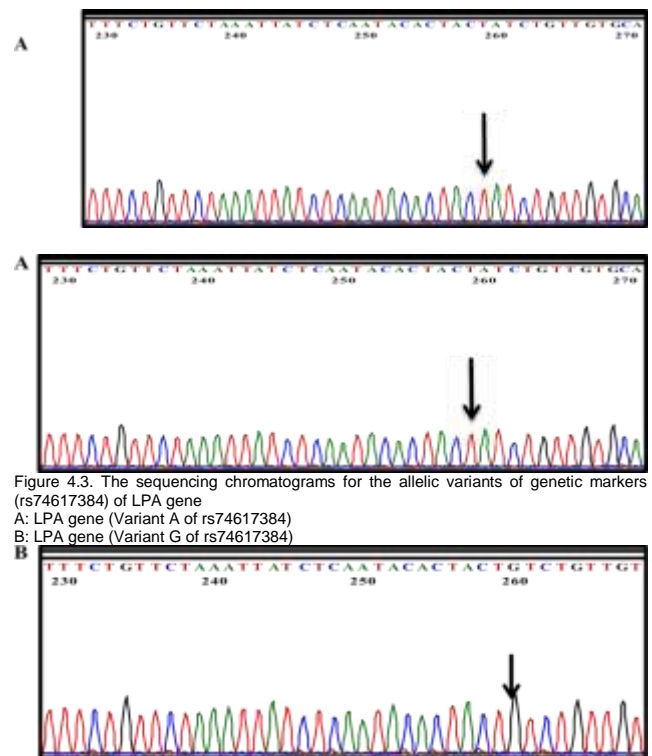 TTTCTGTTCTAAATTATCTCAATACACTACTATCTGTTGTGCA
230 240 250 260 270
A
A
TTTCTGTTCTAAATTATCTCAATACACTACTATCTGTTGTGCA
230 240 250 260 270
Figure 4.3. The sequencing chromatograms for the allelic variants of genetic markers
(rs74617384) of LPA gene
A: LPA gene (Variant A of rs74617384)
B: LPA gene (Variant G of rs74617384)
B
TTTCTGTTCTAAATTATCTCAATACACTACTGTCTGTTGT
230 240 250 260